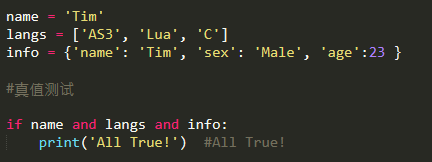 name = 'Tim'
langs = ['AS3', 'Lua', 'C']
info = {'name': 'Tim', 'sex': 'Male', 'age':23 }
#真值测试
if name and langs and info:
    print('All True!')  #All True!